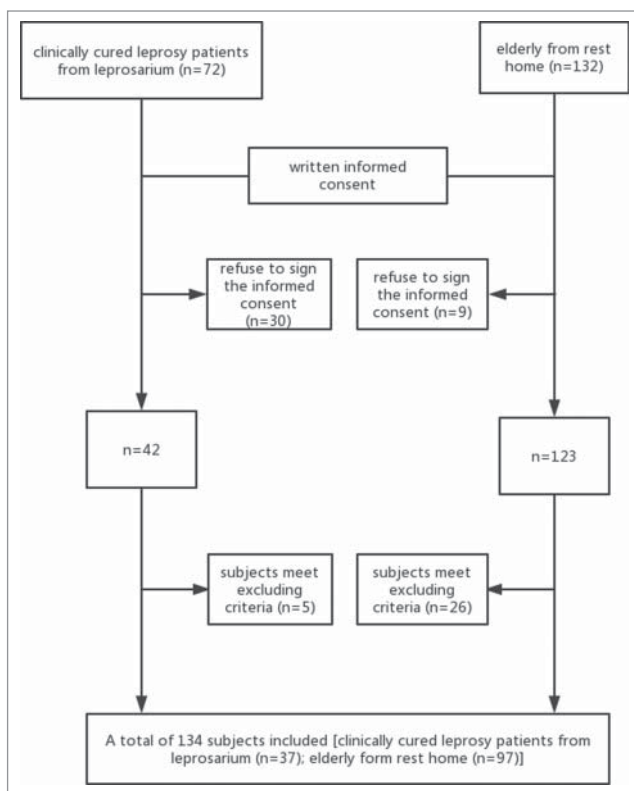 clinically cured leprosy patients
from leprosarium (n=72)
elderly from rest
home (n=132)
written informed
consent
refuse to sign
the informed
consent
(n=30)
refuse to sign
the informed
consent (n=9)
n=42
n=123
subjects meet
excluding
criteria (n=5)
subjects meet
excluding
criteria (n=26)
A total of 134 subjects included [clinically cured leprosy patients from
leprosarium (n=37); elderly form rest home (n=97)]